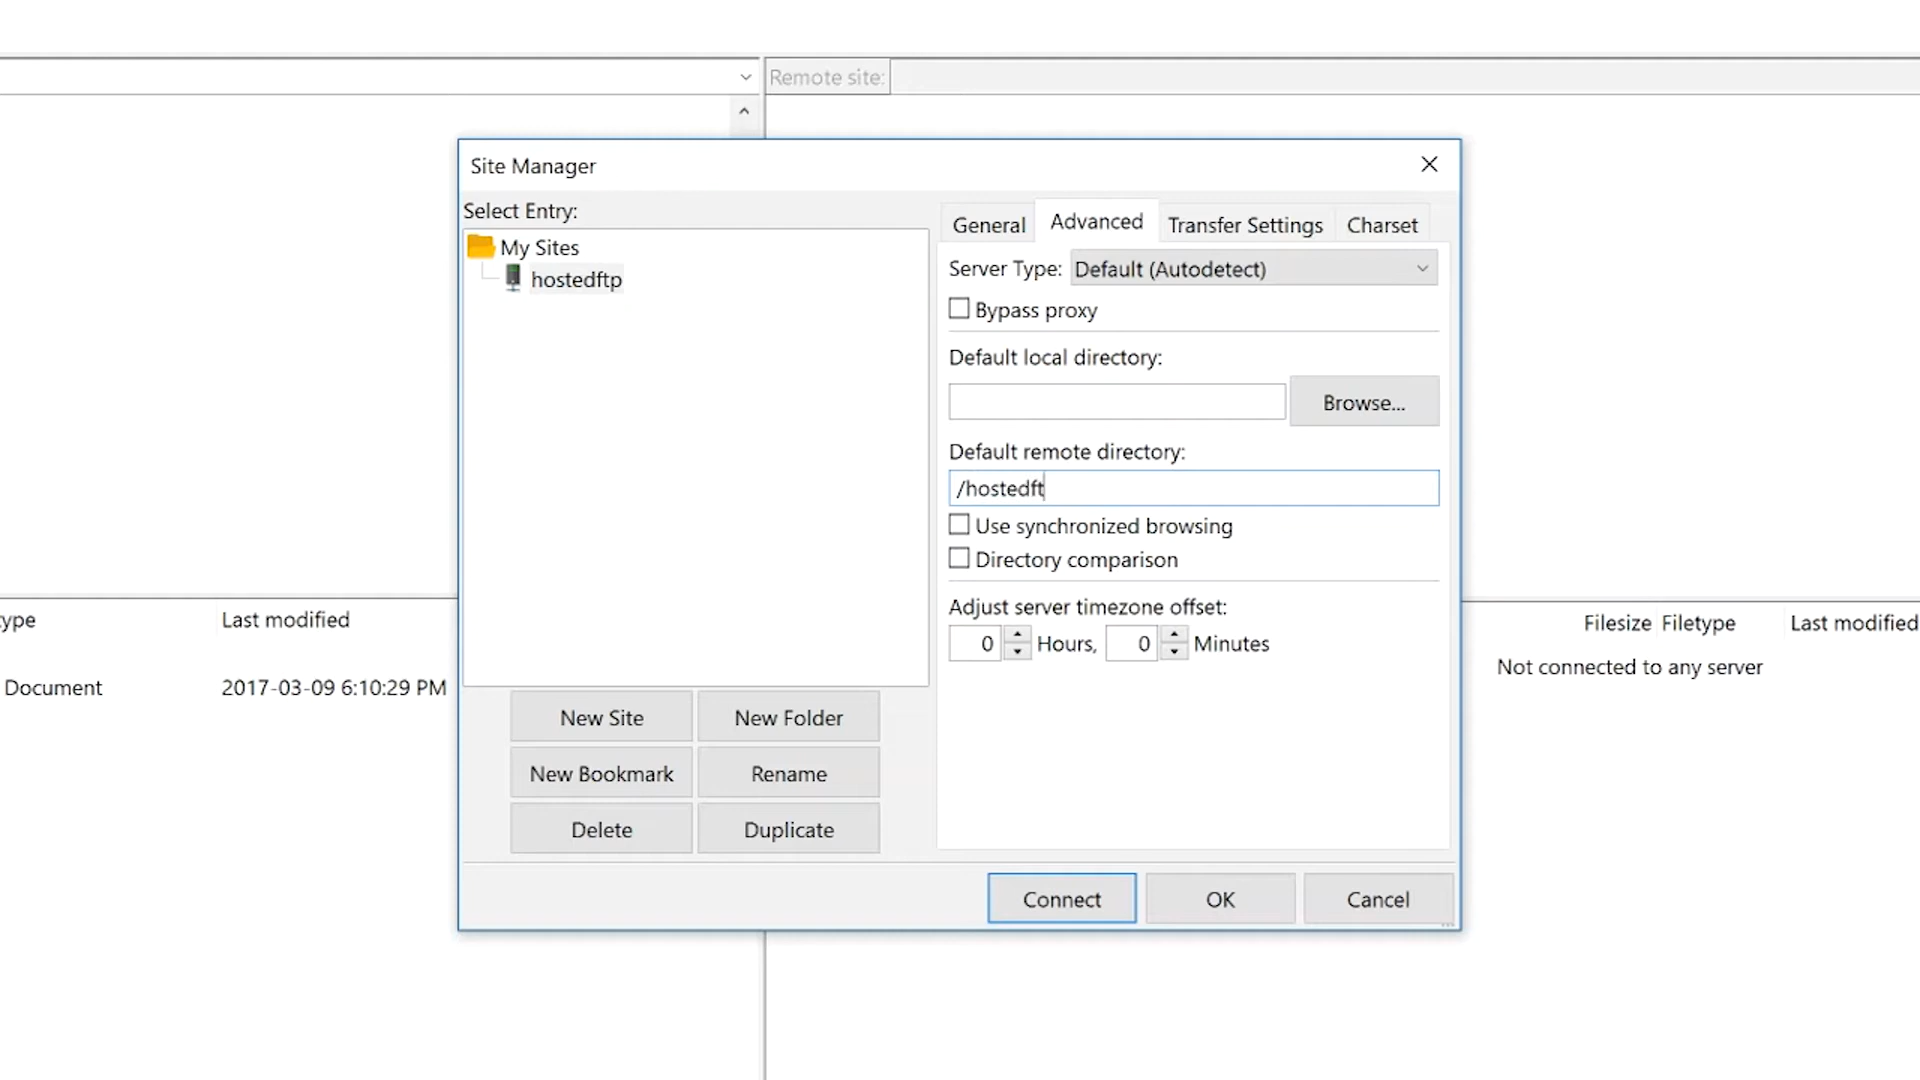 Remote site:
Site Manager
Select Entry:
My Sites
hostedftp
General Advanced Transfer Settings Charset
Server Type: Default (Autodetect)
Bypass proxy
Default local directory:
Browse...
Default remote directory:
/hostedft
Use synchronized browsing
Directory comparison
Adjust server timezone offset:
0 Hours, 0 Minutes
ype Last modified
Document 2017-03-09 6:10:29 PM
Filesize Filetype Last modified
Not connected to any server
New Site New Folder
New Bookmark Rename
Delete Duplicate
Connect OK Cancel